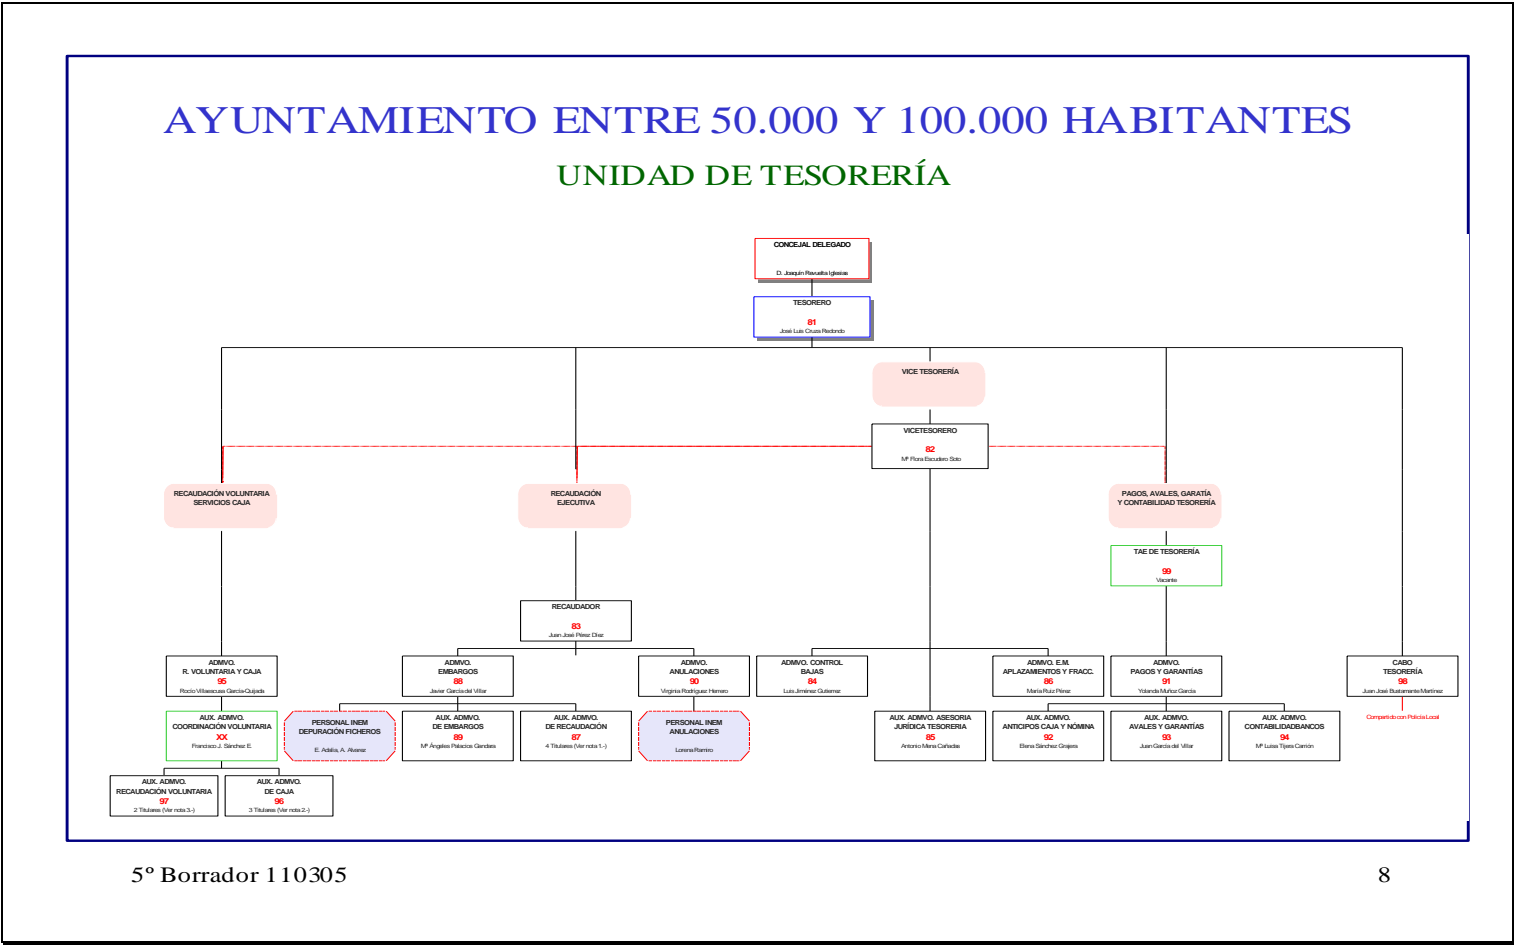 AYUNTAMIENTO ENTRE 50.000 Y 100.000 HABITANTES
UNIDAD DE TESORERÍA
CONCEJAL DELEGADO
D. Joaquin Revuelta Iglesias
TESORERO
81
José Luis Cruza Redondo
VICE TESORERÍA
VICETESORERO
82
Mª Flora Escudero Soto
RECAUDACIÓN VOLUNTARIA
SERVICIOS CAJA
RECAUDACIÓN
EJECUTIVA
PAGOS, AVALES, GARATÍA
Y CONTABILIDAD TESORERÍA
TAE DE TESORERÍA
99
Vacante
RECAUDADOR
83
Juan José Pérez Díez
ADMVO.
R. VOLUNTARIA Y CAJA
95
Rocío Villaescusa García-Quijada
ADMVO.
EMBARGOS
88
Javier García del Villar
ADMVO.
ANULACIONES
90
Virginia Rodríguez Herrero
ADMVO. CONTROL
BAJAS
84
Luis Jiménez Gutierrez
ADMVO. E.M.
APLAZAMIENTOS Y FRACC.
86
María Ruiz Pérez
ADMVO.
PAGOS Y GARANTÍAS
91
Yolanda Muñoz García
CABO
TESORERÍA
98
Juan José Bustamante Martínez
AUX. ADMVO.
COORDINACIÓN VOLUNTARIA
XX
Francisco J. Sánchez E.
PERSONAL INEM
DEPURACIÓN FICHEROS
E. Adalia, A. Alvarez
AUX. ADMVO.
DE EMBARGOS
89
Mª Ángeles Palacios Gandara
AUX. ADMVO.
DE RECAUDACIÓN
87
4 Titulares (Ver nota 1.-)
PERSONAL INEM
ANULACIONES
Lorena Ramiro
AUX. ADMVO. ASESORIA
JURÍDICA TESORERIA
85
Antonio Mena Cañadas
AUX. ADMVO.
ANTICIPOS CAJA Y NÓMINA
92
Elena Sánchez Grajera
AUX. ADMVO.
AVALES Y GARANTÍAS
93
Juan García del Villar
AUX. ADMVO.
CONTABILIDADBANCOS
94
Mª Luisa Tijera Carrión
Compartido con Policía Local
AUX. ADMVO.
RECAUDACIÓN VOLUNTARIA
97
2 Titulares (Ver nota 3.-)
AUX. ADMVO.
DE CAJA
96
3 Titulares (Ver nota 2.-)
5º Borrador 110305
8